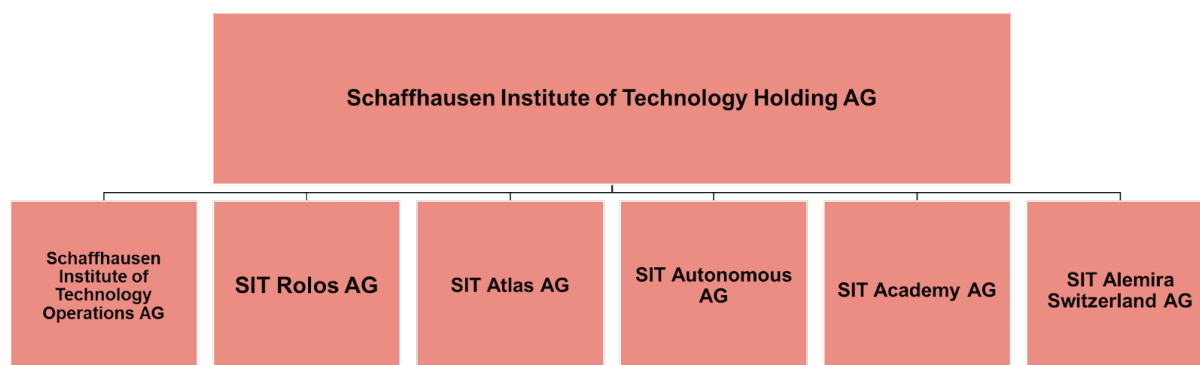 Schaffhausen Institute of Technology Holding AG
Schaffhausen
Institute of
Technology
Operations AG
SIT Rolos AG
SIT Atlas AG
SIT Autonomous
AG
SIT Academy AG
SIT Alemira
Switzerland AG